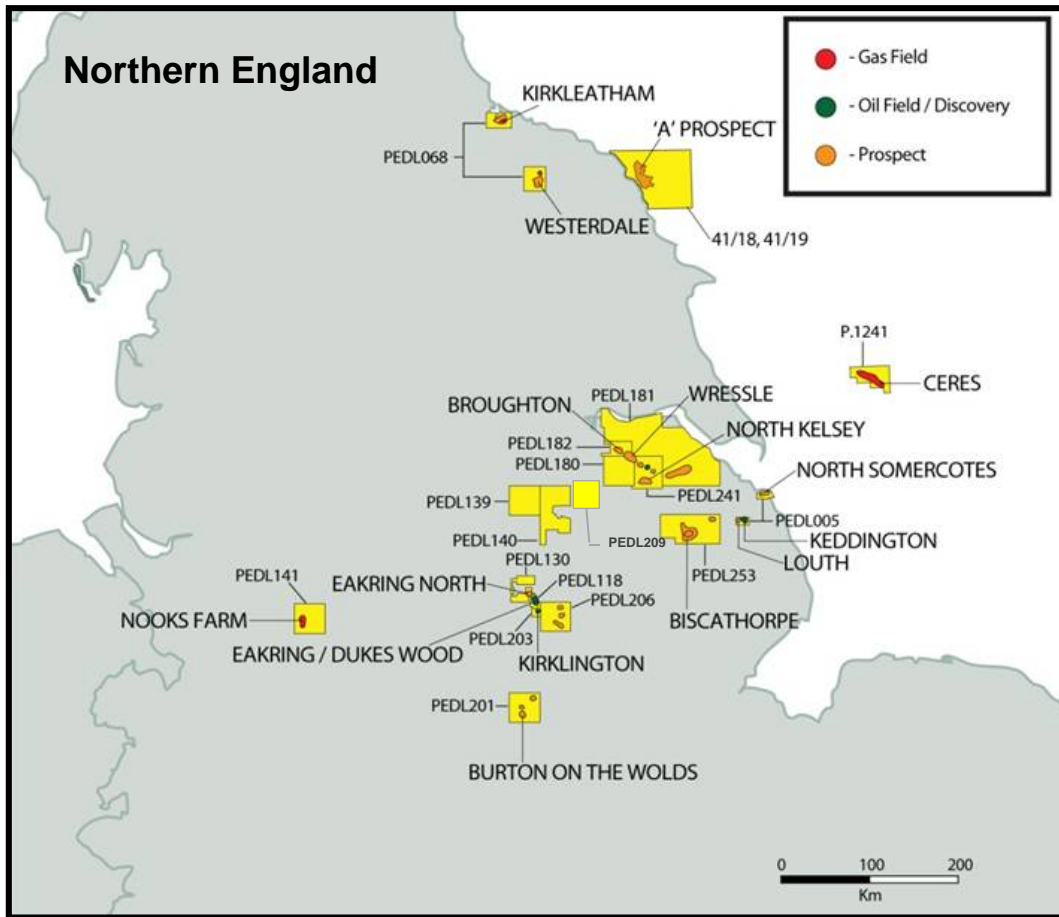 Northern England
- Gas Field
- Oil Field / Discovery
- Prospect
KIRKLEATHAM
'A' PROSPECT
PEDL068
WESTERDALE
41/18, 41/19
P.1241
CERES
PEDL181
WRESSLE
BROUGHTON
NORTH KELSEY
PEDL182
PEDL180
NORTH SOMERCOTES
PEDL139
PEDL241
PEDL005
PEDL140
PEDL209
KEDDINGTON
PEDL130
LOUTH
PEDL253
EAKRING NORTH
PEDL118
PEDL141
PEDL206
NOOKS FARM
BISCATHORPE
PEDL203
EAKRING / DUKES WOOD
KIRKLINGTON
PEDL201
BURTON ON THE WOLDS
0 100 200
Km